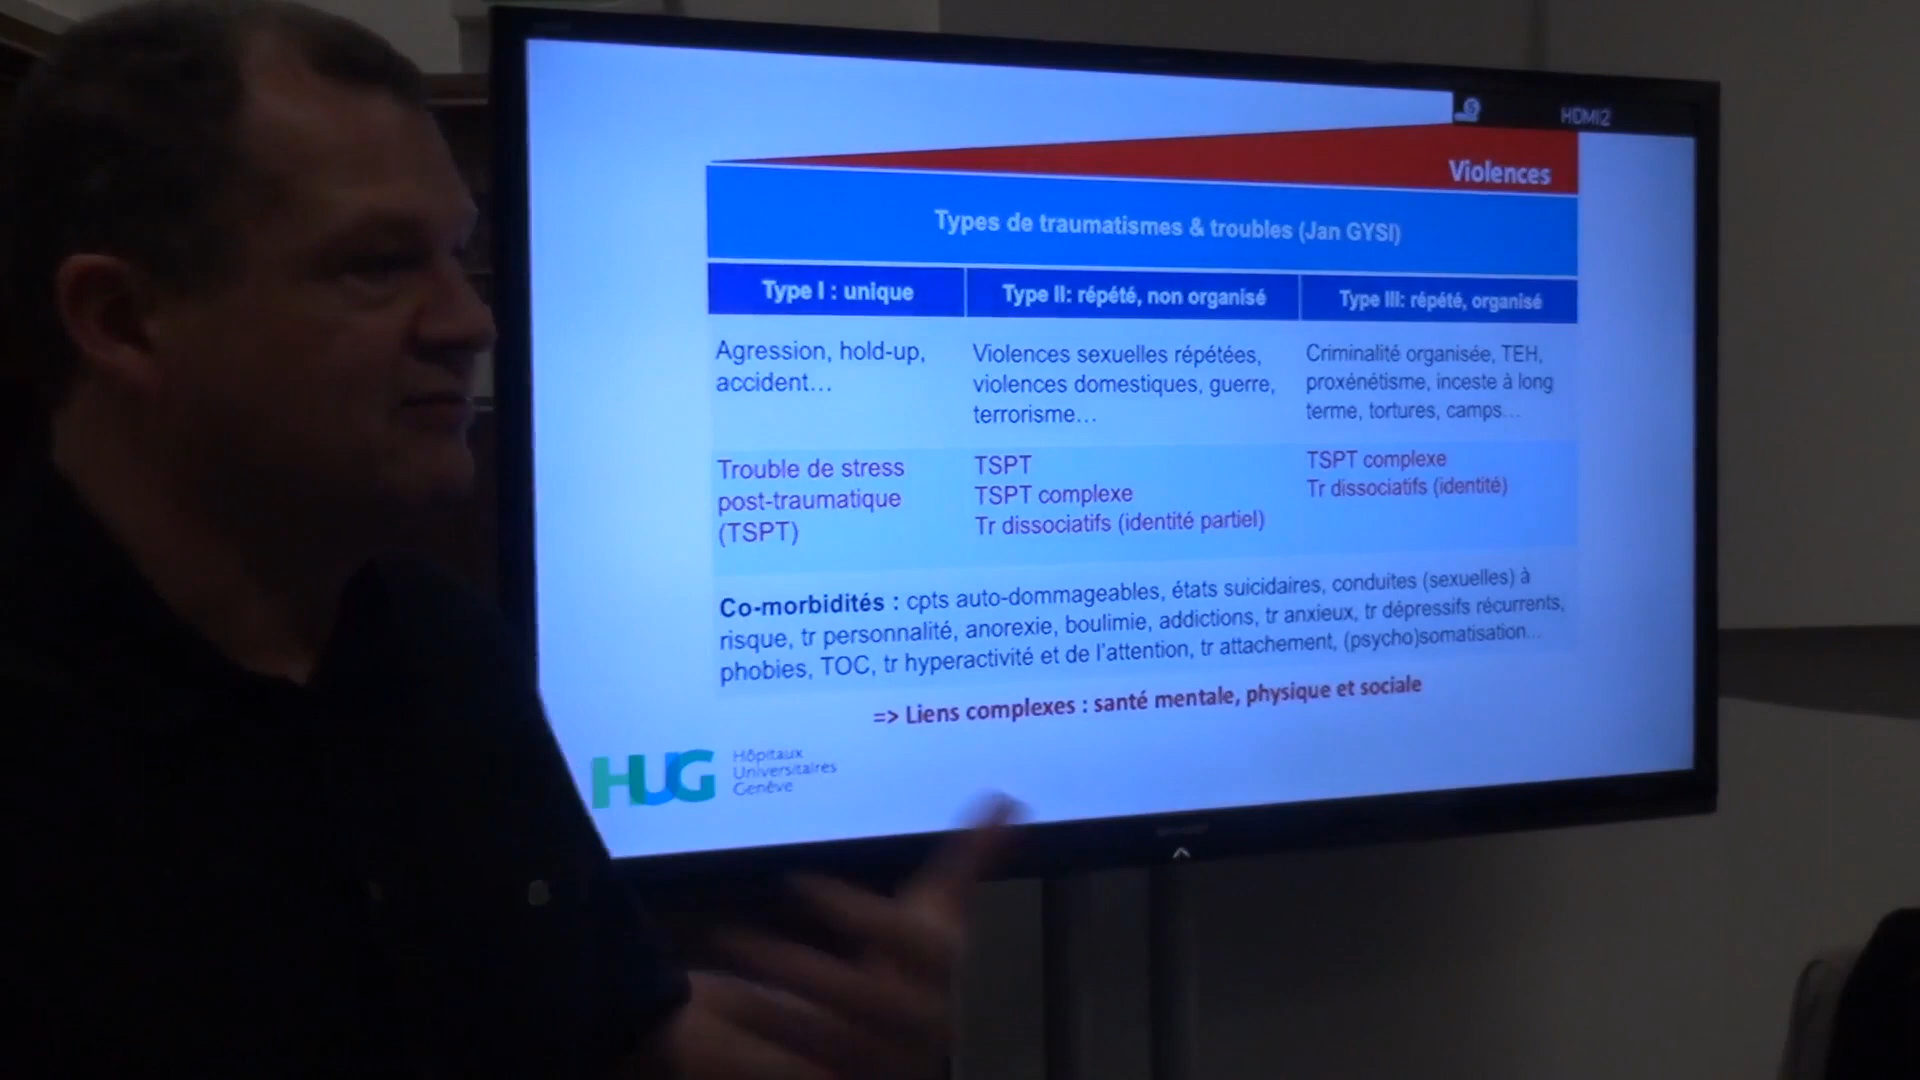 HDMI2
Violences
Types de traumatismes & troubles (Jan GYSI)
Type I : unique
Type II: répété, non organisé
Type III: répété, organisé
Agression, hold-up,
accident…
Violences sexuelles répétées,
violences domestiques, guerre,
terrorisme…
Criminalité organisée, TEH,
proxénétisme, inceste à long
terme, tortures, camps…
Trouble de stress
post-traumatique
(TSPT)
TSPT
TSPT complexe
Tr dissociatifs (identité partiel)
TSPT complexe
Tr dissociatifs (identité)
Co-morbidités : cpts auto-dommageables, états suicidaires, conduites (sexuelles) à
risque, tr personnalité, anorexie, boulimie, addictions, tr anxieux, tr dépressifs récurrents,
phobies, TOC, tr hyperactivité et de l'attention, tr attachement, (psycho)somatisation…
=> Liens complexes : santé mentale, physique et sociale
HUG
Hôpitaux
Universitaires
Genève